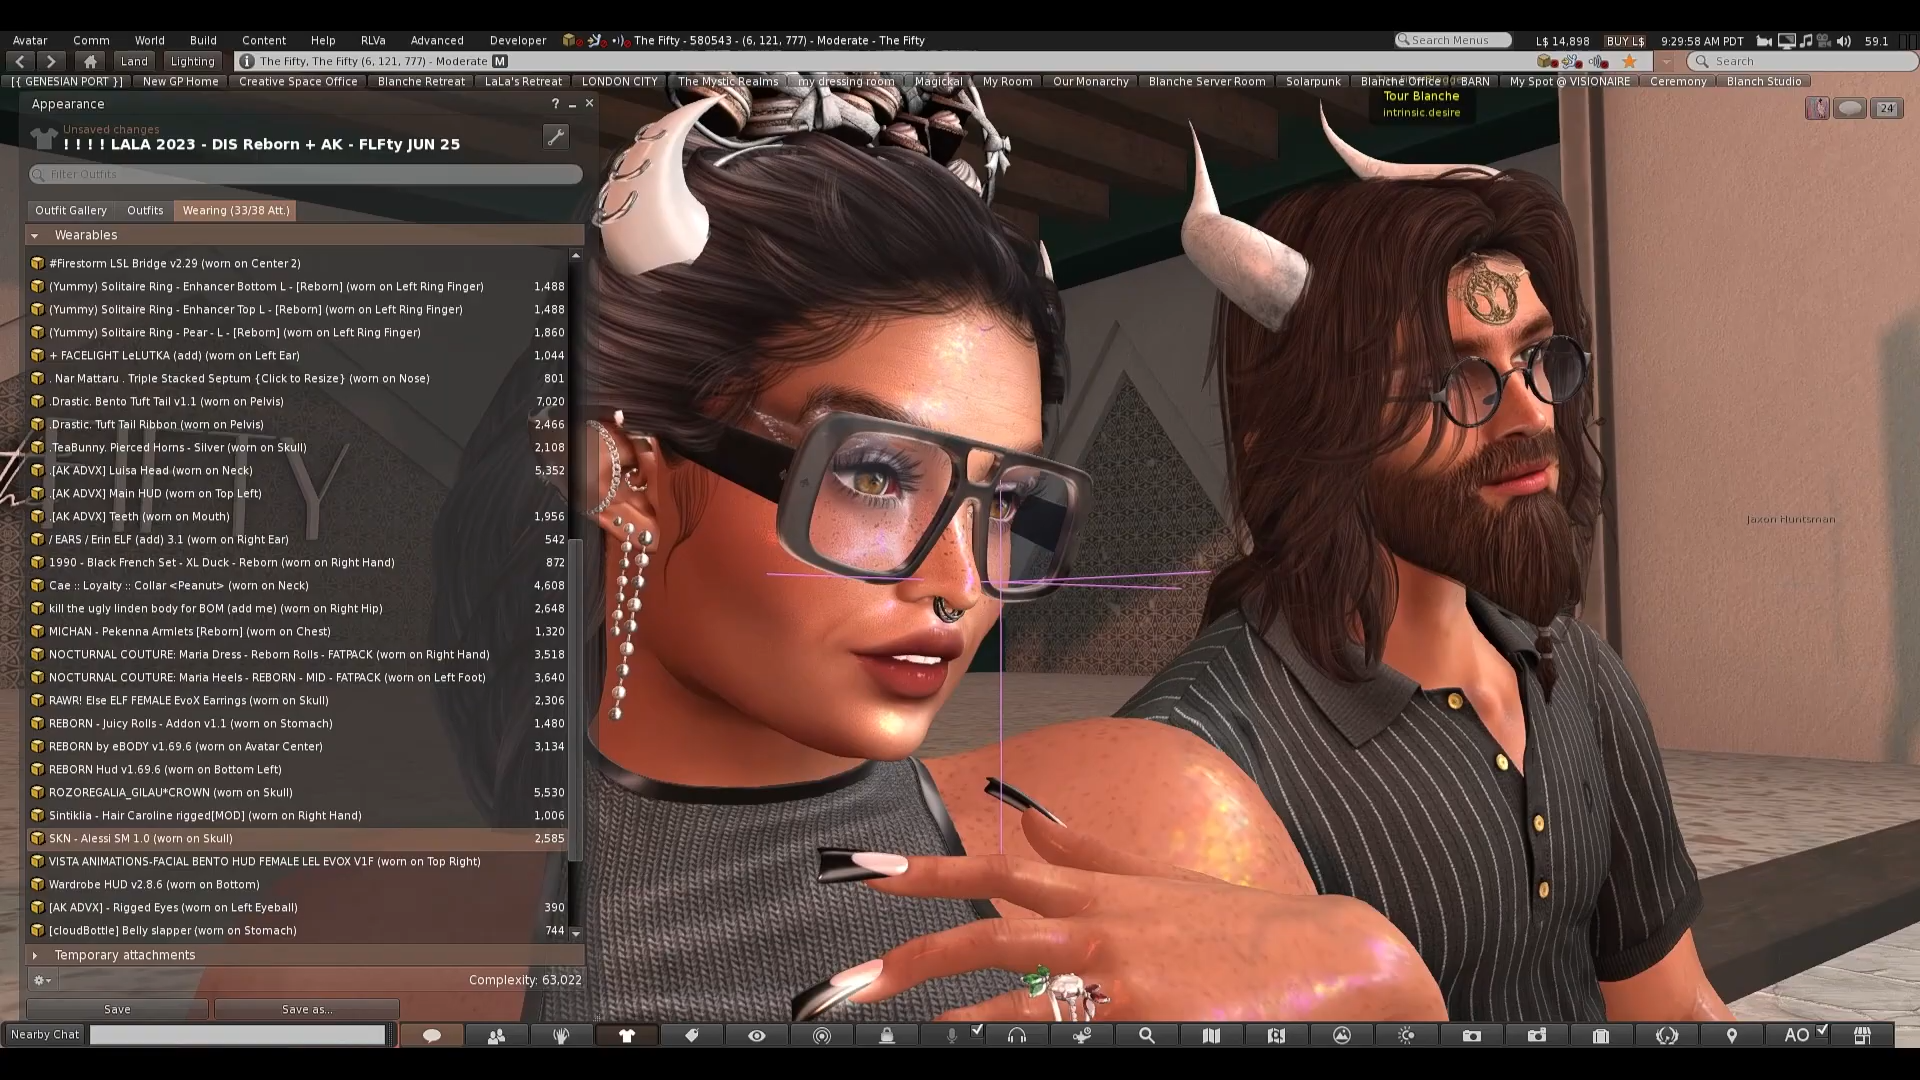 Avatar Comm World Build Content Help RLVa Advanced Developer The Fifty - 580543 - (6, 121, 777) - Moderate - The Fifty Search Menus L$ 14,898 BUY L$ 9:29:58 AM PDT 59.1
Land Lighting The Fifty, The Fifty (6, 121, 777) - Moderate M Search
[{ GENESIAN PORT }] New GP Home Creative Space Office Blanche Retreat LaLa's Retreat LONDON CITY The Mystic Realms my dressing room Magickal My Room Our Monarchy Blanche Server Room Solarpunk Blanche Office BARN My Spot @ VISIONAIRE Ceremony Blanch Studio
Tour Blanche
intrinsic.desire
24
Appearance ? _ ×
Unsaved changes
! ! ! ! LALA 2023 - DIS Reborn + AK - FLFty JUN 25
Filter Outfits
Outfit Gallery Outfits Wearing (33/38 Att.)
Wearables
#Firestorm LSL Bridge v2.29 (worn on Center 2)
(Yummy) Solitaire Ring - Enhancer Bottom L - [Reborn] (worn on Left Ring Finger) 1,488
(Yummy) Solitaire Ring - Enhancer Top L - [Reborn] (worn on Left Ring Finger) 1,488
(Yummy) Solitaire Ring - Pear - L - [Reborn] (worn on Left Ring Finger) 1,860
+ FACELIGHT LeLUTKA (add) (worn on Left Ear) 1,044
. Nar Mattaru . Triple Stacked Septum {Click to Resize} (worn on Nose) 801
.Drastic. Bento Tuft Tail v1.1 (worn on Pelvis) 7,020
.Drastic. Tuft Tail Ribbon (worn on Pelvis) 2,466
.TeaBunny. Pierced Horns - Silver (worn on Skull) 2,108
.[AK ADVX] Luisa Head (worn on Neck) 5,352
.[AK ADVX] Main HUD (worn on Top Left)
.[AK ADVX] Teeth (worn on Mouth) 1,956
/ EARS / Erin ELF (add) 3.1 (worn on Right Ear) 542
1990 - Black French Set - XL Duck - Reborn (worn on Right Hand) 872
Cae :: Loyalty :: Collar <Peanut> (worn on Neck) 4,608
kill the ugly linden body for BOM (add me) (worn on Right Hip) 2,648
MICHAN - Pekenna Armlets [Reborn] (worn on Chest) 1,320
NOCTURNAL COUTURE: Maria Dress - Reborn Rolls - FATPACK (worn on Right Hand) 3,518
NOCTURNAL COUTURE: Maria Heels - REBORN - MID - FATPACK (worn on Left Foot) 3,640
RAWR! Else ELF FEMALE EvoX Earrings (worn on Skull) 2,306
REBORN - Juicy Rolls - Addon v1.1 (worn on Stomach) 1,480
REBORN by eBODY v1.69.6 (worn on Avatar Center) 3,134
REBORN Hud v1.69.6 (worn on Bottom Left)
ROZOREGALIA_GILAU*CROWN (worn on Skull) 5,530
Sintiklia - Hair Caroline rigged[MOD] (worn on Right Hand) 1,006
SKN - Alessi SM 1.0 (worn on Skull) 2,585
VISTA ANIMATIONS-FACIAL BENTO HUD FEMALE LEL EVOX V1F (worn on Top Right)
Wardrobe HUD v2.8.6 (worn on Bottom)
[AK ADVX] - Rigged Eyes (worn on Left Eyeball) 390
[cloudBottle] Belly slapper (worn on Stomach) 744
Temporary attachments
Complexity: 63,022
Save Save as...
Jaxon Huntsman
Nearby Chat AO